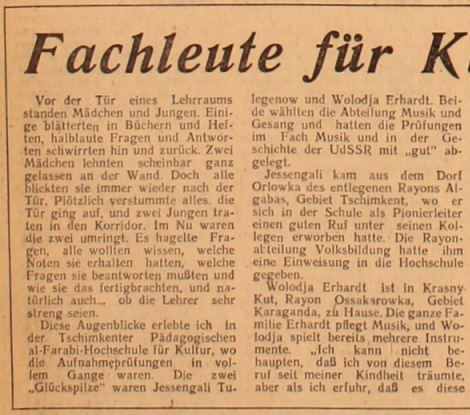 Fachleute für K
Vor der Tür eines Lehrraums
standen Mädchen und Jungen. Eini-
ge blätterten in Büchern und Hef-
ten, halblaute Fragen und Antwor-
ten schwirrten hin und zurück. Zwei
Mädchen lehnten scheinbar ganz
gelassen an der Wand. Doch alle
blickten sie immer wieder nach der
Tür. Plötzlich verstummte alles. die
Tür ging auf, und zwei Jungen tra-
ten in den Korridor. Im Nu waren
die zwei umringt. Es hagelte Fra-
gen, alle wollten wissen, welche
Noten sie erhalten hatten, welche
Fragen sie beantworten mußten und
wie sie das fertigbrachten, und na-
türlich auch.., ob die Lehrer sehr
streng seien.
Diese Augenblicke erlebte ich in
der Tschimkenter Pädagogischen
al-Farabi-Hochschule für Kultur, wo
die Aufnahmeprüfungen in vol-
lem Gange waren. Die zwei
„Glückspilze" waren Jessengali Tu-
legenow und Wolodja Erhardt. Bei-
de wählten die Abteilung Musik und
Gesang und hatten die Prüfungen
im Fach Musik und in der Ge-
schichte der UdSSR mit „gut" ab-
gelegt.
Jessengali kam aus dem Dorf
Orlowka des entlegenen Rayons Al-
gabas, Gebiet Tschimkent, wo er
sich in der Schule als Pionierleiter
einen guten Ruf unter seinen Kol-
legen erworben hatte. Die Rayon-
abteilung Volksbildung hatte ihm
eine Einweisung in die Hochschule
gegeben.
Wolodja Erhardt ist in Krasny-
Kut, Rayon Ossakarowka, Gebiet
Karaganda, zu Hause. Die ganze Fa-
milie Erhardt pflegt Musik, und Wo-
lodja spielt bereits mehrere Instru-
mente. „Ich kann nicht be-
haupten, daß ich von diesem Be-
ruf seit meiner Kindheit träumte,
aber als ich erfuhr, daß es diese